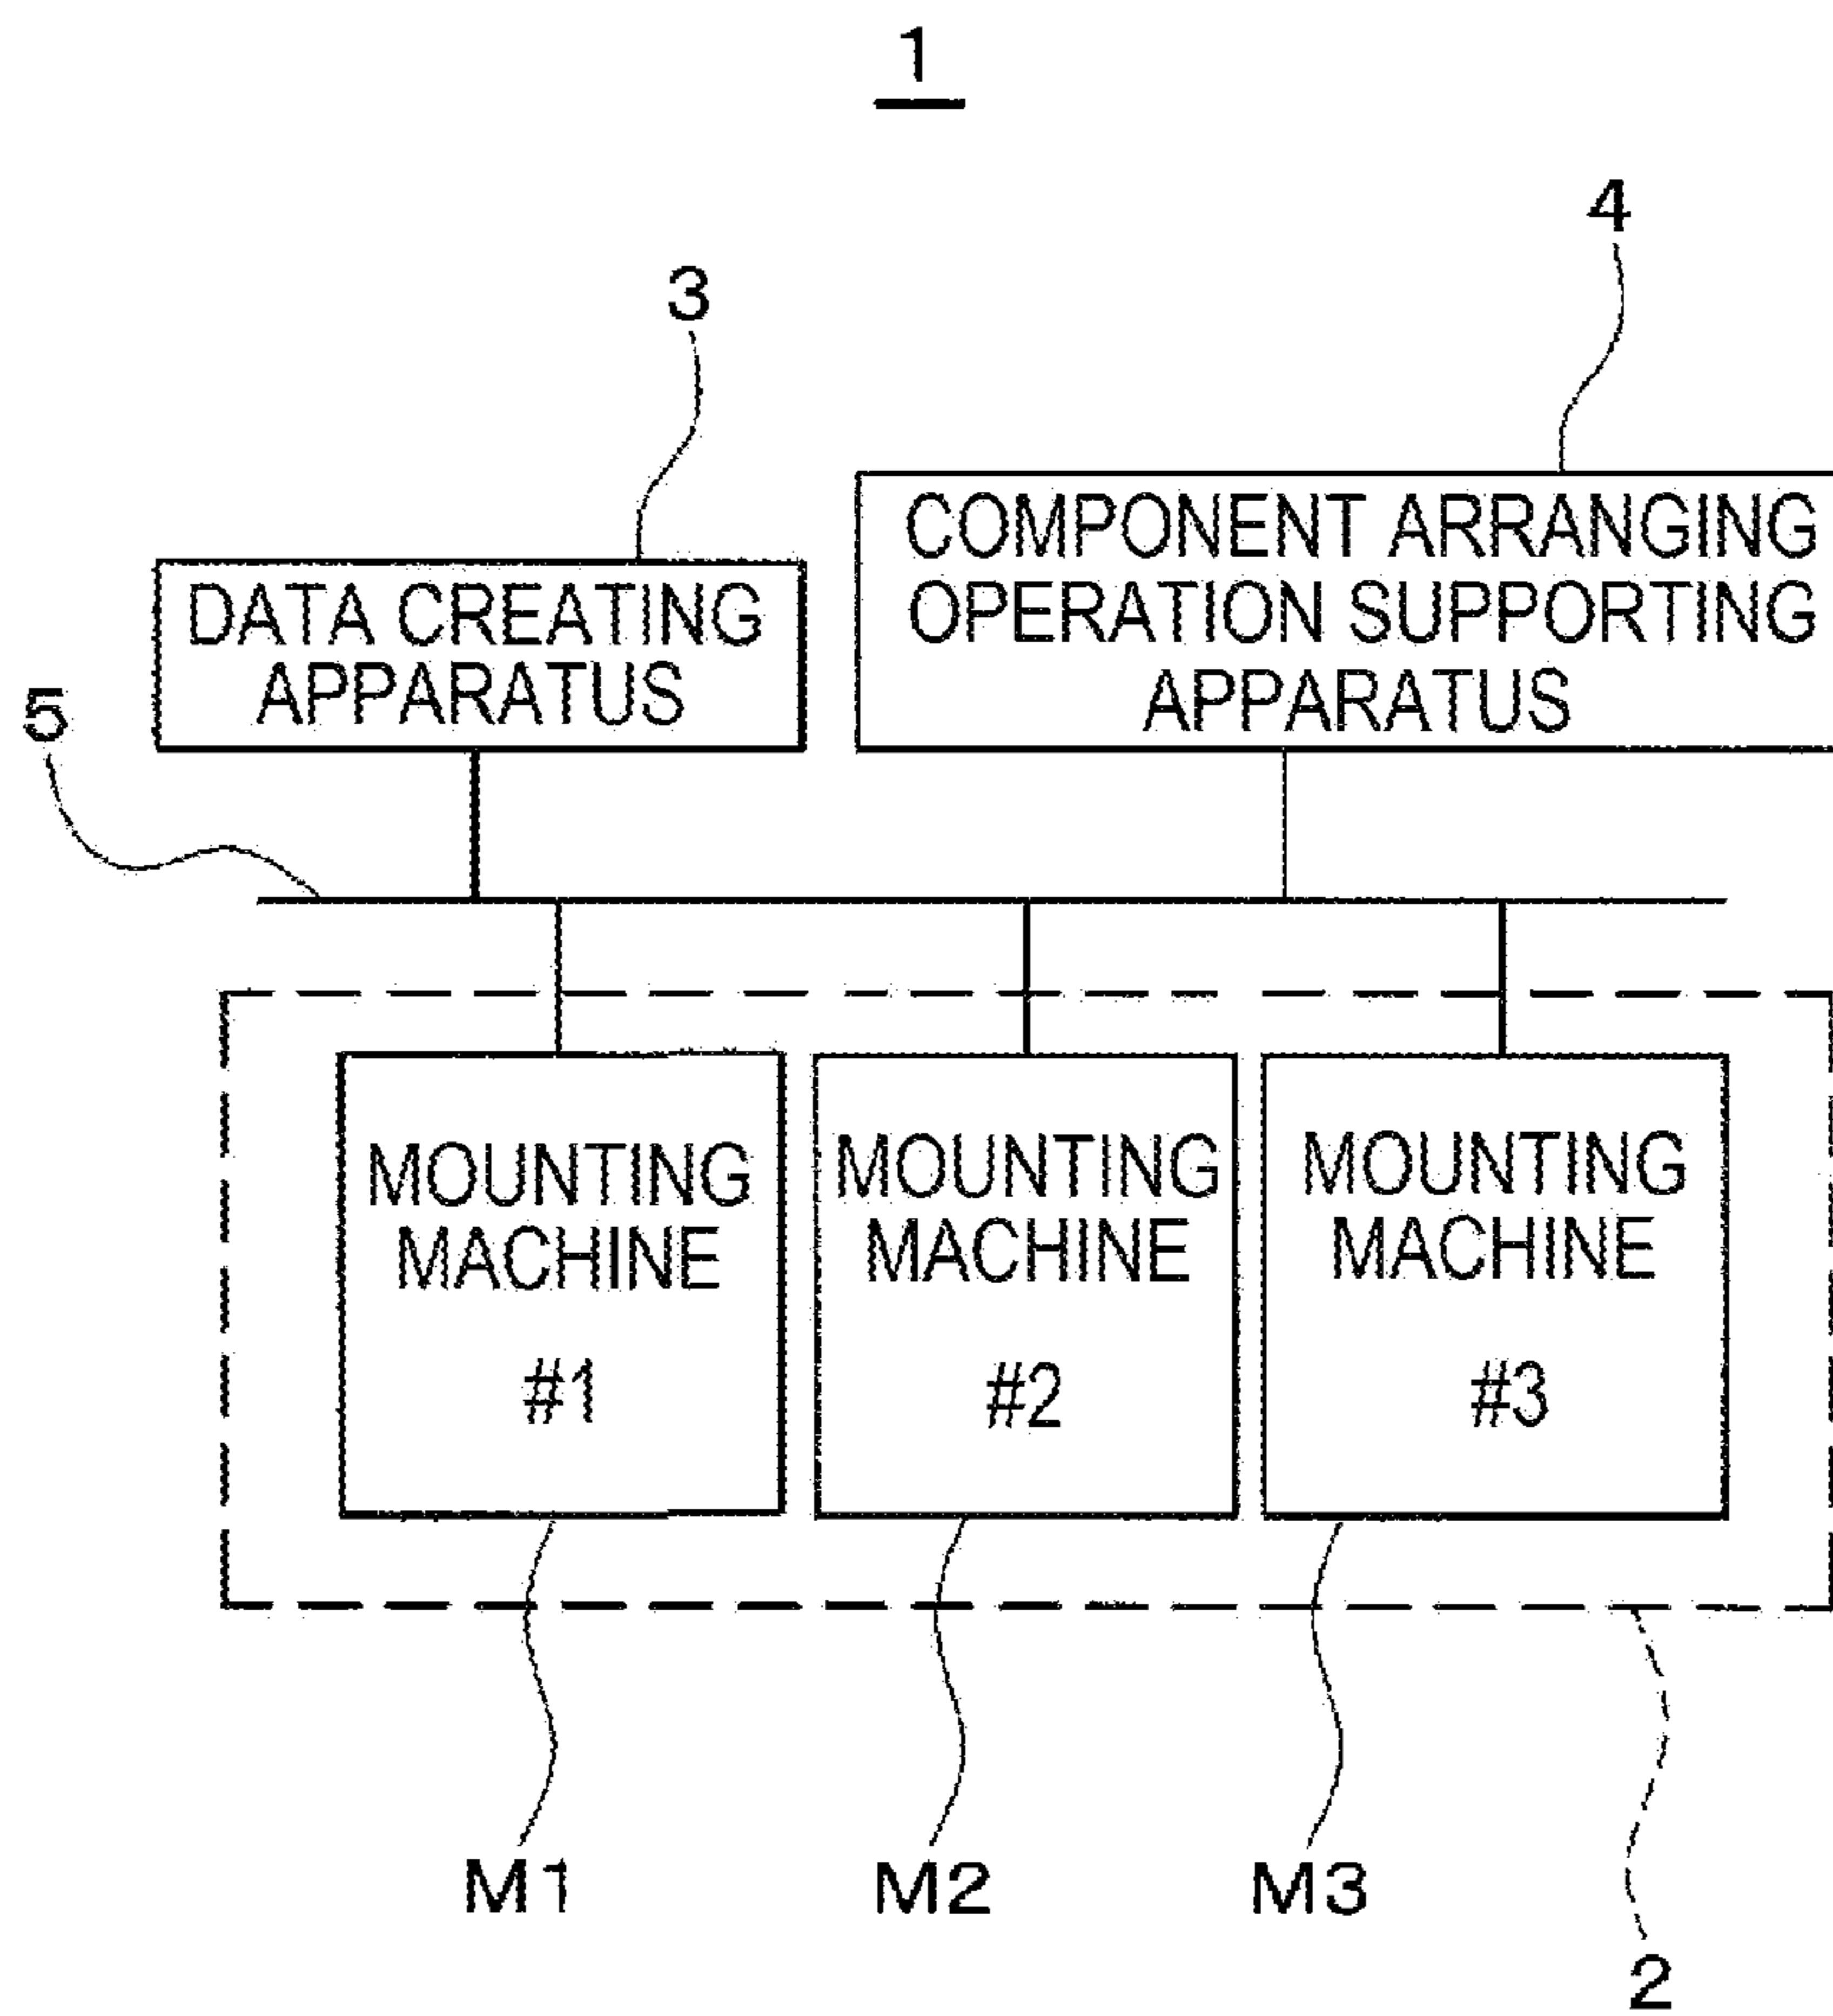 1
4
3
COMPONENT ARRANGING
OPERATION SUPPORTING
APPARATUS
DATA CREATING
APPARATUS
5
MOUNTING
MACHINE
#1
MOUNTING
MACHINE
#2
MOUNTING
MACHINE
#3
M1
M2
M3
2